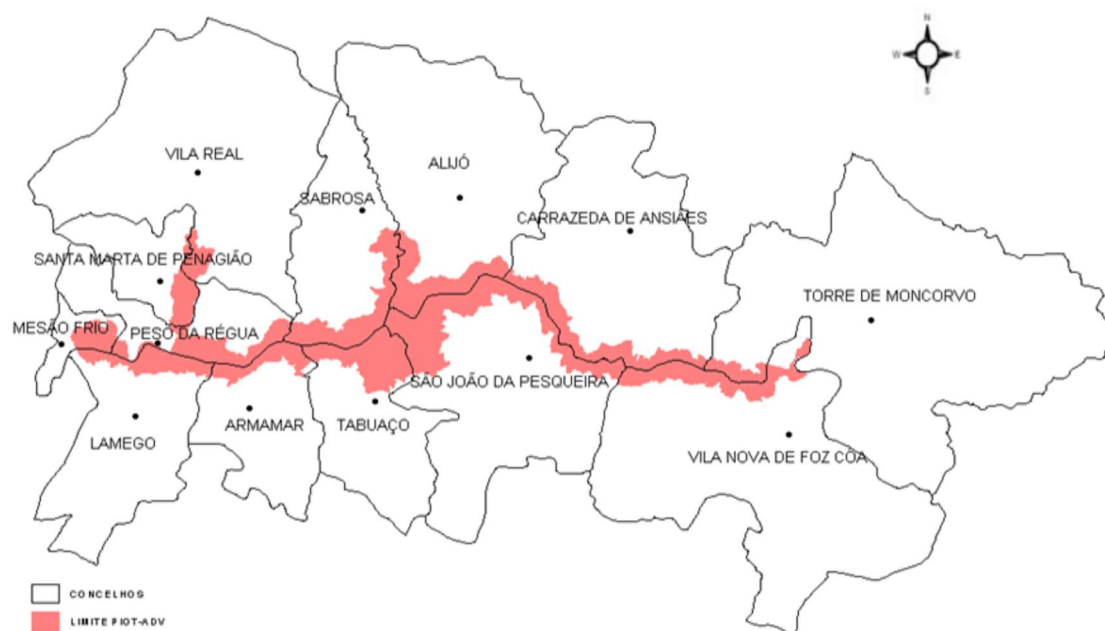 N
W E
S
VILA REAL
ALIJÓ
SABROSA
CARRAZEDA DE ANSIAES
SANTA MARTA DE PENAGIÃO
TORRE DE MONCORVO
MESÃO FRIO
PESO DA RÉGUA
SÃO JOÃO DA PESQUEIRA
LAMEGO
ARMAMAR
TABUAÇO
VILA NOVA DE FOZ CÔA
CONCELHOS
LIMITE PIOT-ADV